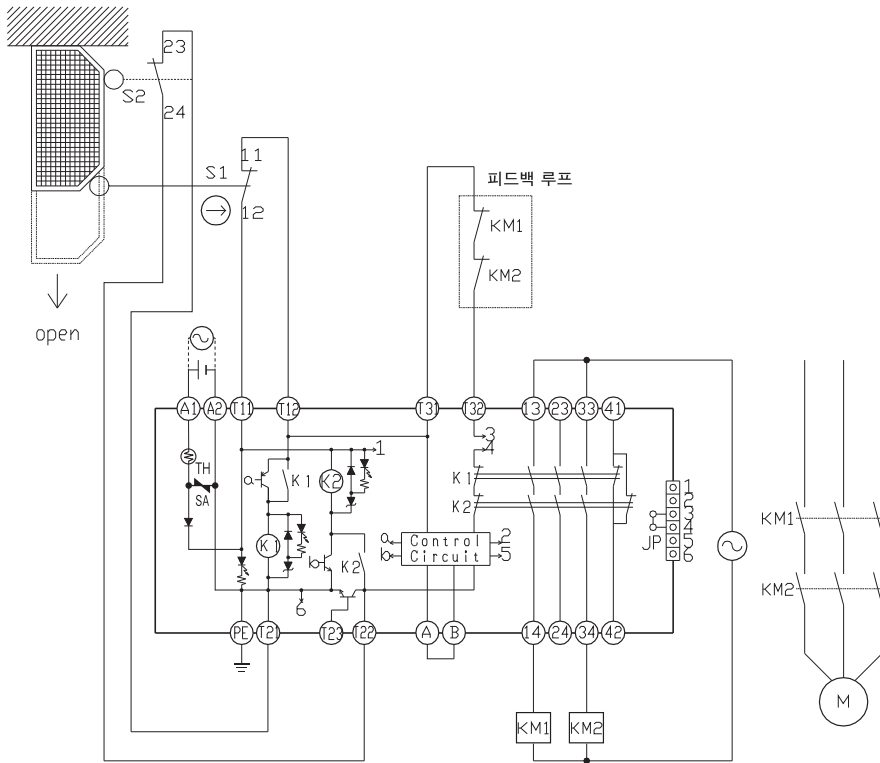 23
S2
24
11
S1
12
피드백 루프
KM1
KM2
open
A1 A2 T11 T12 T31 T32 13 23 33 41
3
4
1
TH
SA
a
K1
K2
K1
K2
K1
b
K2
a
b
Control
Circuit
2
5
6
1
2
3
4
5
6
JP
KM1
KM2
PE T21 T23 T22 A B 14 24 34 42
KM1
KM2
M